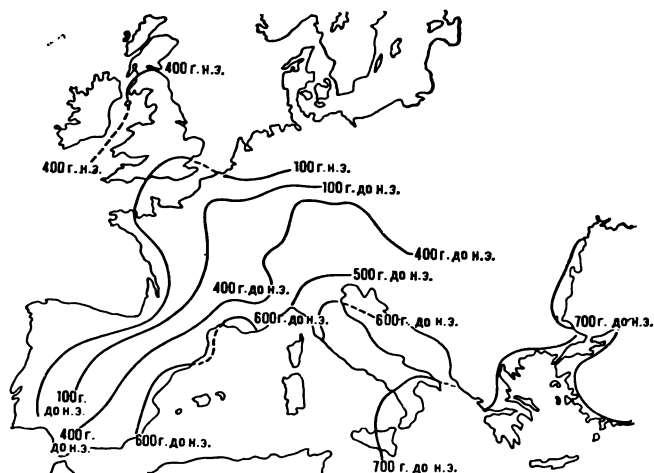 400 г. н.э.
400 г. н.э.
100 г. н.э.
100 г. до н.э.
400 г. до н.э.
500 г. до н.э.
400 г. до н.э.
600 г. до н.э.
600 г. до н.э.
700 г. до н.э.
100 г.
до н.э.
400 г.
до н.э.
600 г. до н.э.
700 г. до н.э.